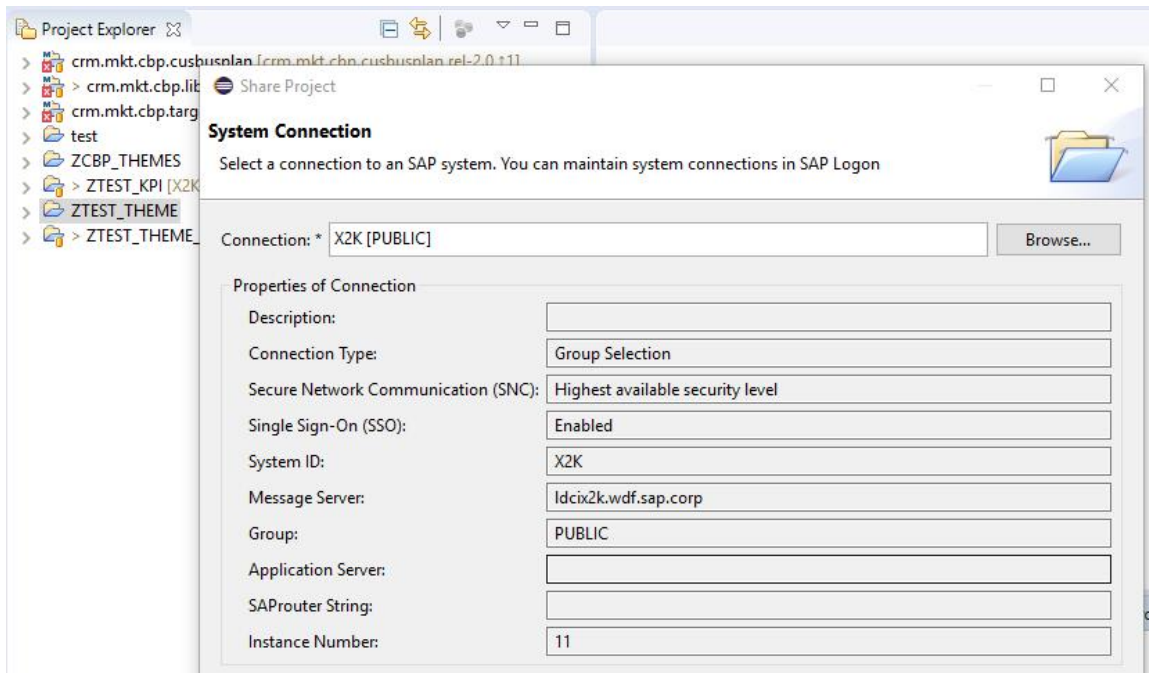 Project Explorer
crm.mkt.cbp.cusbusplan [crm.mkt.cbp.cusbusplan.rel-2.0 ↑1]
> crm.mkt.cbp.lib
crm.mkt.cbp.targ
test
ZCBP_THEMES
> ZTEST_KPI [X2K
ZTEST_THEME
> ZTEST_THEME_
Share Project
System Connection
Select a connection to an SAP system. You can maintain system connections in SAP Logon
Connection: * X2K [PUBLIC] Browse...
Properties of Connection
Description:
Connection Type: Group Selection
Secure Network Communication (SNC): Highest available security level
Single Sign-On (SSO): Enabled
System ID: X2K
Message Server: ldcix2k.wdf.sap.corp
Group: PUBLIC
Application Server:
SAProuter String:
Instance Number: 11